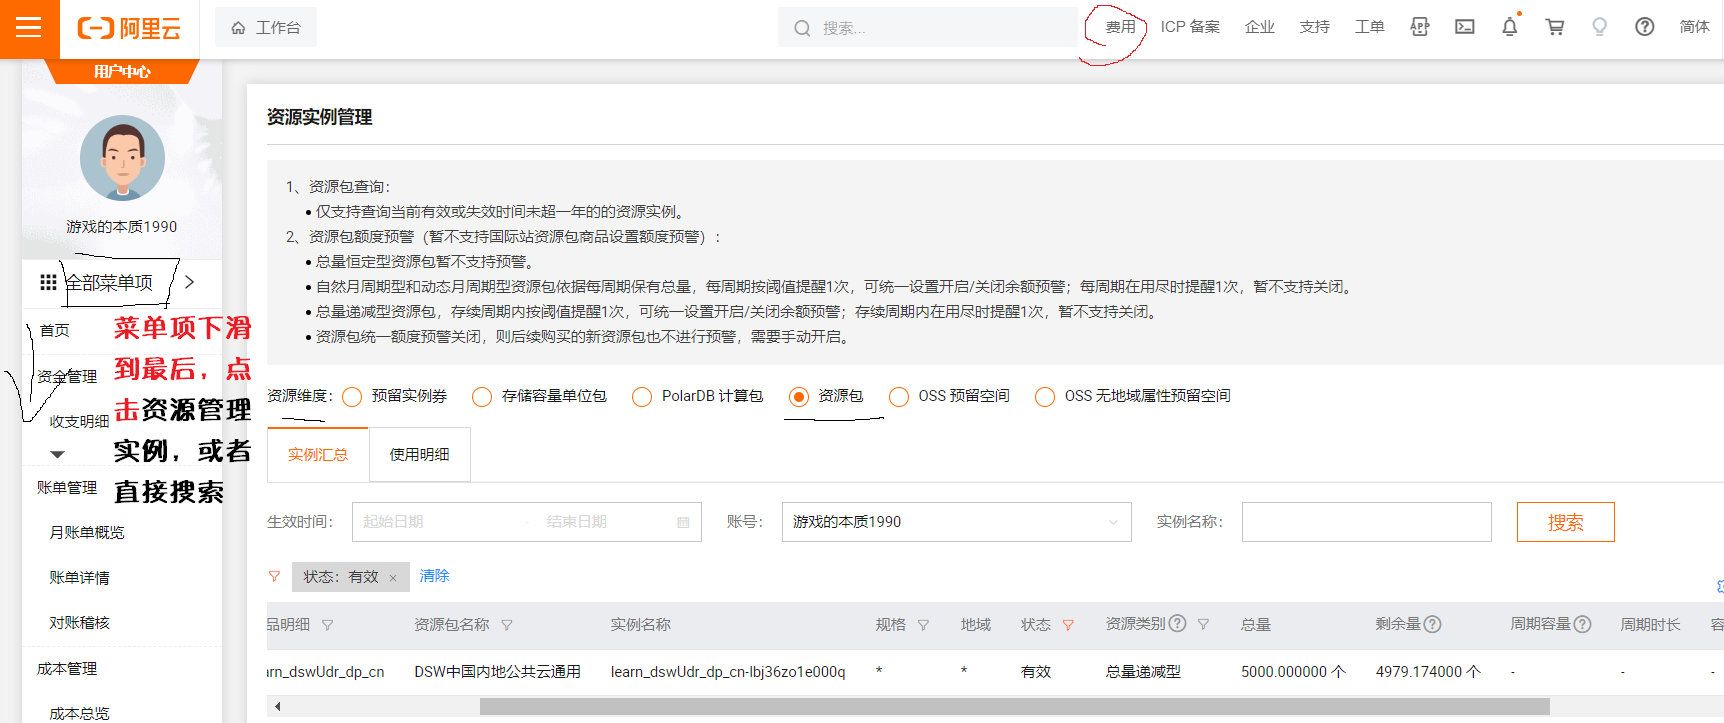 阿里云
工作台
搜索...
费用
ICP 备案
企业
支持
工单
简体
用户中心
游戏的本质1990
全部菜单项
首页
资金管理
收支明细
账单管理
月账单概览
账单详情
对账稽核
成本管理
成本总览
菜单项下滑
到最后，点
击资源管理
实例，或者
直接搜索
资源实例管理
1、资源包查询：
• 仅支持查询当前有效或失效时间未超一年的的资源实例。
2、资源包额度预警（暂不支持国际站资源包商品设置额度预警）：
• 总量恒定型资源包暂不支持预警。
• 自然月周期型和动态月周期型资源包依据每周期保有总量，每周期按阈值提醒1次，可统一设置开启/关闭余额预警；每周期在用尽时提醒1次，暂不支持关闭。
• 总量递减型资源包，存续周期内按阈值提醒1次，可统一设置开启/关闭余额预警；存续周期内在用尽时提醒1次，暂不支持关闭。
• 资源包统一额度预警关闭，则后续购买的新资源包也不进行预警，需要手动开启。
资源维度： 预留实例券 存储容量单位包 PolarDB 计算包 资源包 OSS 预留空间 OSS 无地域属性预留空间
实例汇总 使用明细
生效时间： 起始日期 - 结束日期 账号： 游戏的本质1990 实例名称： 搜索
状态：有效 × 清除
品明细 资源包名称 实例名称 规格 地域 状态 资源类别 总量 剩余量 周期容量 周期时长 容
arn_dswUdr_dp_cn DSW中国内地公共云通用 learn_dswUdr_dp_cn-lbj36zo1e000q * * 有效 总量递减型 5000.000000 个 4979.174000 个 - - -